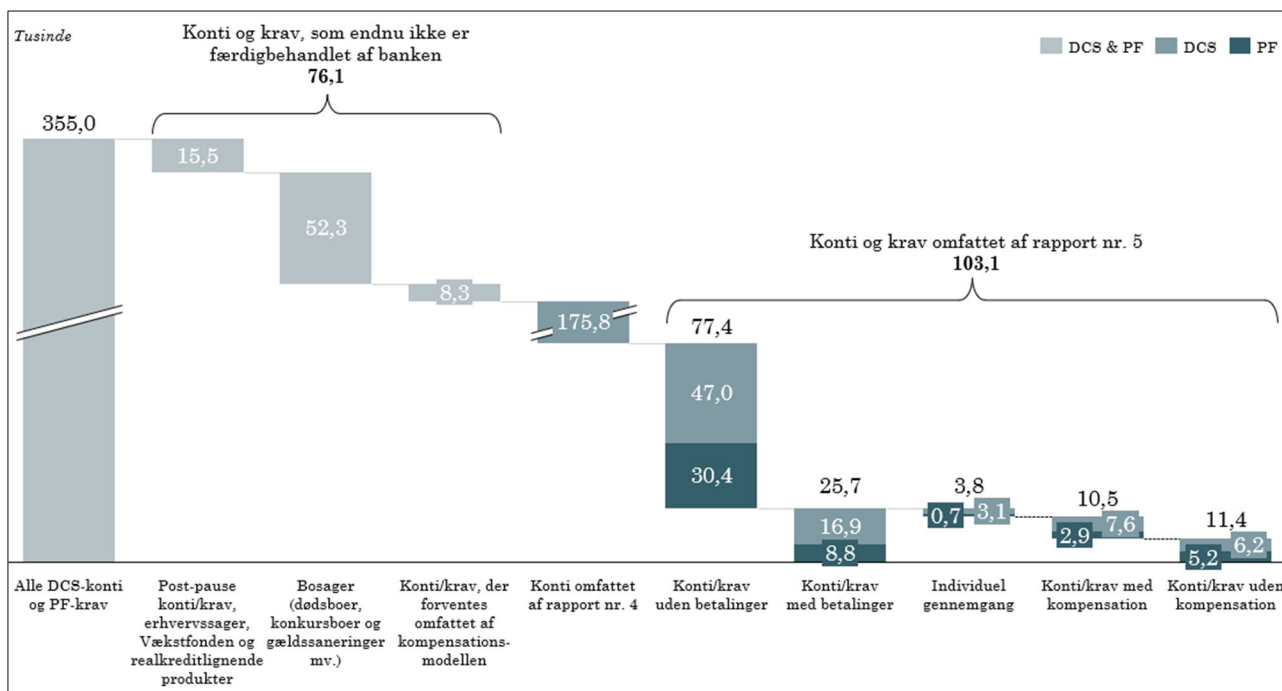 Tusinde
Konti og krav, som endnu ikke er
færdigbehandlet af banken
76,1
DCS & PF
DCS
PF
355,0
15,5
52,3
8,3
175,8
Konti og krav omfattet af rapport nr. 5
103,1
77,4
47,0
30,4
25,7
16,9
8,8
3,8
0,7
3,1
10,5
2,9
7,6
11,4
5,2
6,2
Alle DCS-konti
og PF-krav
Post-pause
konti/krav,
erhvervssager,
Vækstfonden og
realkreditlignende
produkter
Bosager
(dødsboer,
konkursboer og
gældssaneringer
mv.)
Konti/krav, der
forventes
omfattet af
kompensations-
modellen
Konti omfattet
af rapport nr. 4
Konti/krav
uden betalinger
Konti/krav
med betalinger
Individuel
gennemgang
Konti/krav med
kompensation
Konti/krav uden
kompensation